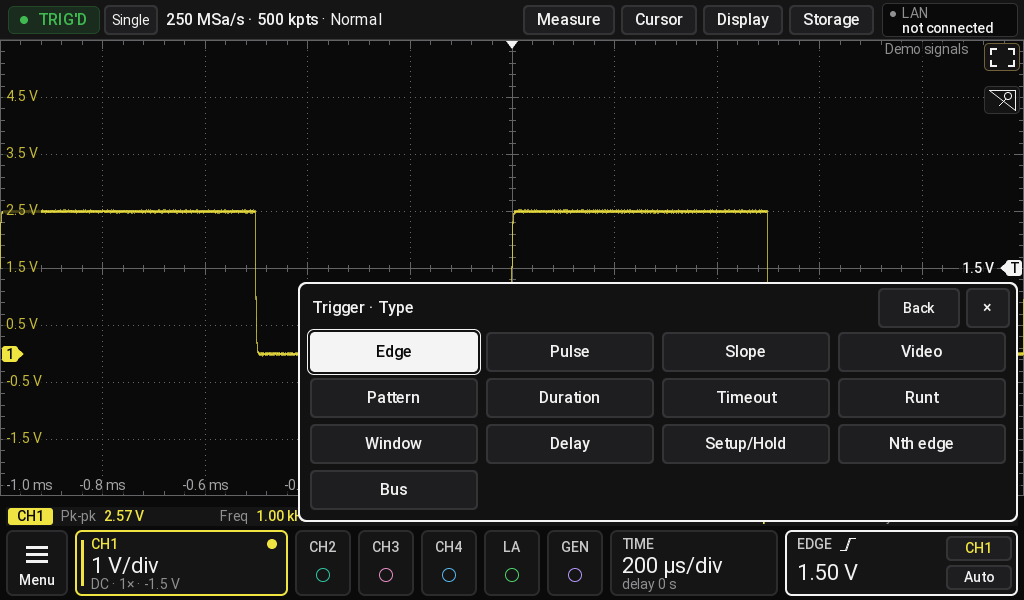 TRIG'D Single 250 MSa/s · 500 kpts · Normal Measure Cursor Display Storage LAN
not connected
Demo signals
4.5 V
3.5 V
2.5 V
1.5 V 1.5 V T
Trigger · Type Back ×
0.5 V
Edge Pulse Slope Video
1
-0.5 V
Pattern Duration Timeout Runt
-1.5 V
Window Delay Setup/Hold Nth edge
-1.0 ms -0.8 ms -0.6 ms
Bus
CH1 Pk-pk 2.57 V Freq 1.00
Menu
CH1
1 V/div
DC · 1× · -1.5 V
CH2 CH3 CH4 LA GEN
TIME
200 µs/div
delay 0 s
EDGE CH1
1.50 V Auto